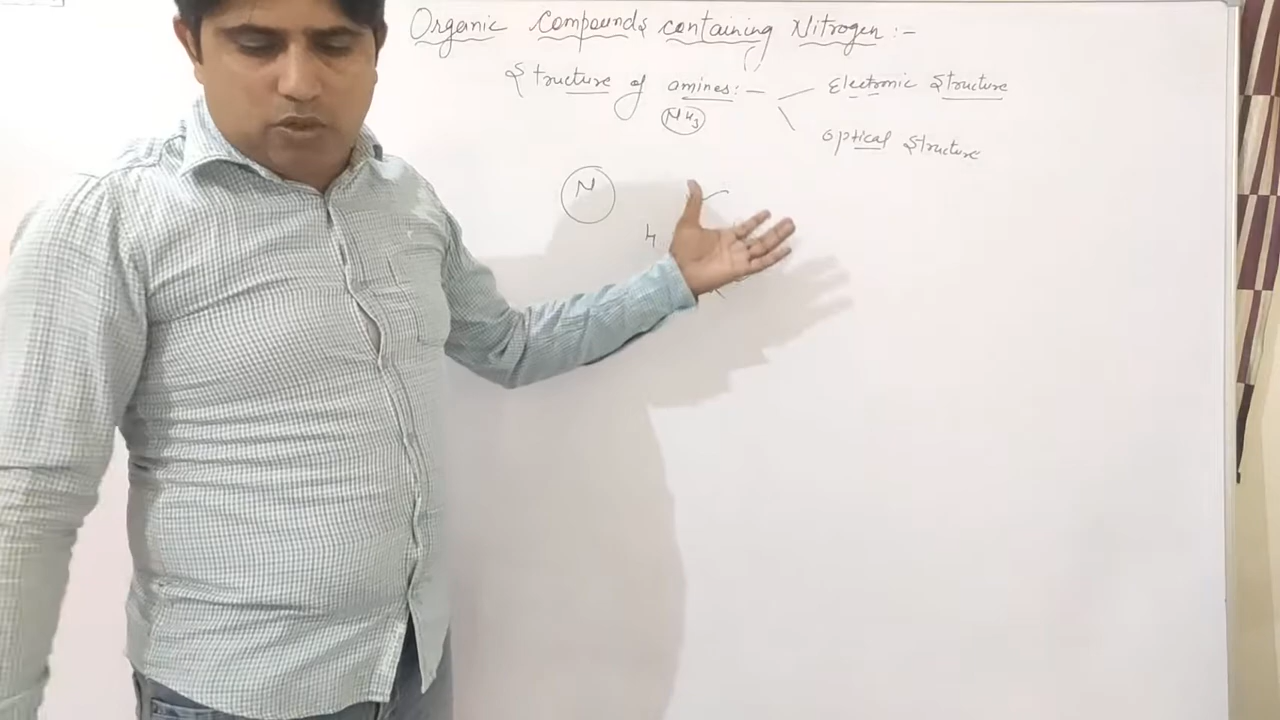 Organic compounds containing Nitrogen :-
Structure of amines :-
Electronic Structure
NH3
Optical Structure
N
H